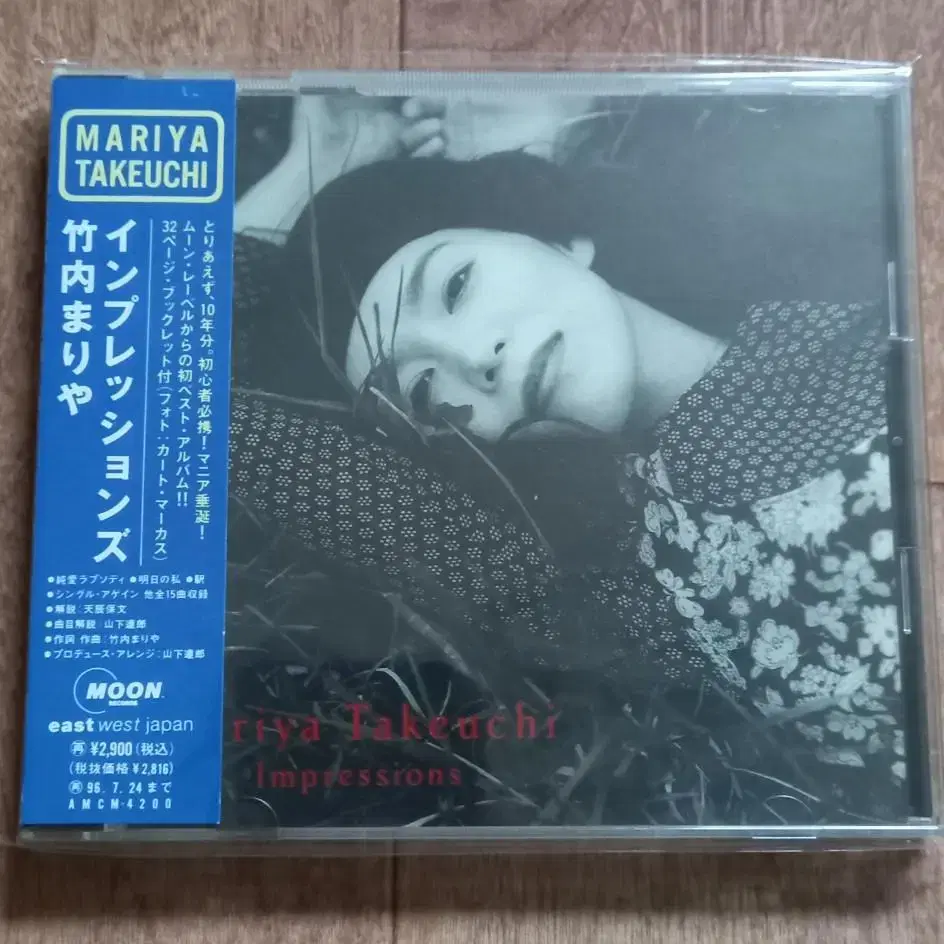 MARIYA
TAKEUCHI
インプレッションズ
竹内まりや
とりあえず、10年分。初心者必携！マニア垂涎！
ムーン・レーベルからの初ベスト・アルバム!!
32ページ・ブックレット付(フォト:カート・マーカス)
●純愛ラプソディ ●明日の私 ●駅
●シングル・アゲイン 他全15曲収録
●解説:天辰保文
●曲目解説:山下達郎
●作詞 作曲:竹内まりや
●プロデュース・アレンジ:山下達郎
MOON
RECORDS
east west japan
再 ¥2,900(税込)
(税抜価格¥2,816)
再 96.7.24まで
AMCM-4200
riya Takeuchi
Impressions